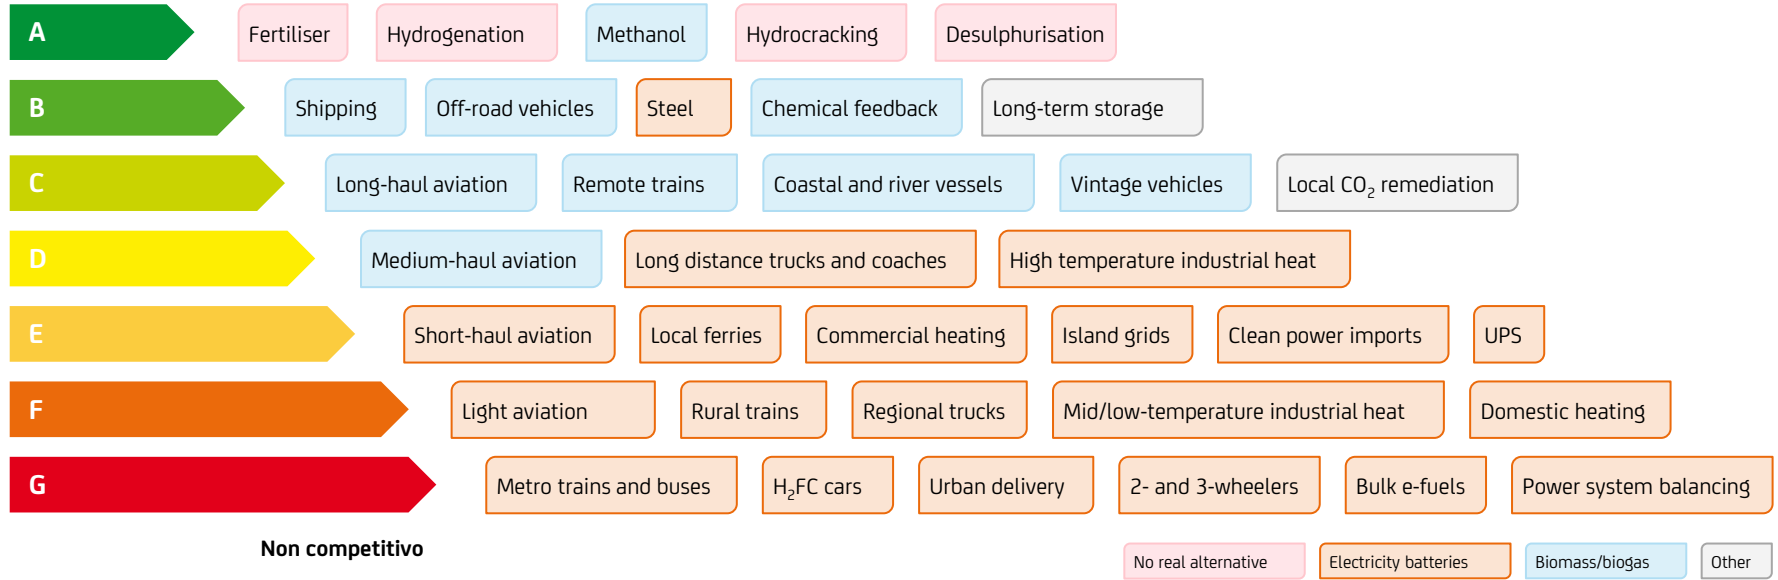 A Fertiliser Hydrogenation Methanol Hydrocracking Desulphurisation
B Shipping Off-road vehicles Steel Chemical feedback Long-term storage
C Long-haul aviation Remote trains Coastal and river vessels Vintage vehicles Local CO₂ remediation
D Medium-haul aviation Long distance trucks and coaches High temperature industrial heat
E Short-haul aviation Local ferries Commercial heating Island grids Clean power imports UPS
F Light aviation Rural trains Regional trucks Mid/low-temperature industrial heat Domestic heating
G Metro trains and buses H₂FC cars Urban delivery 2- and 3-wheelers Bulk e-fuels Power system balancing
Non competitivo
No real alternative Electricity batteries Biomass/biogas Other